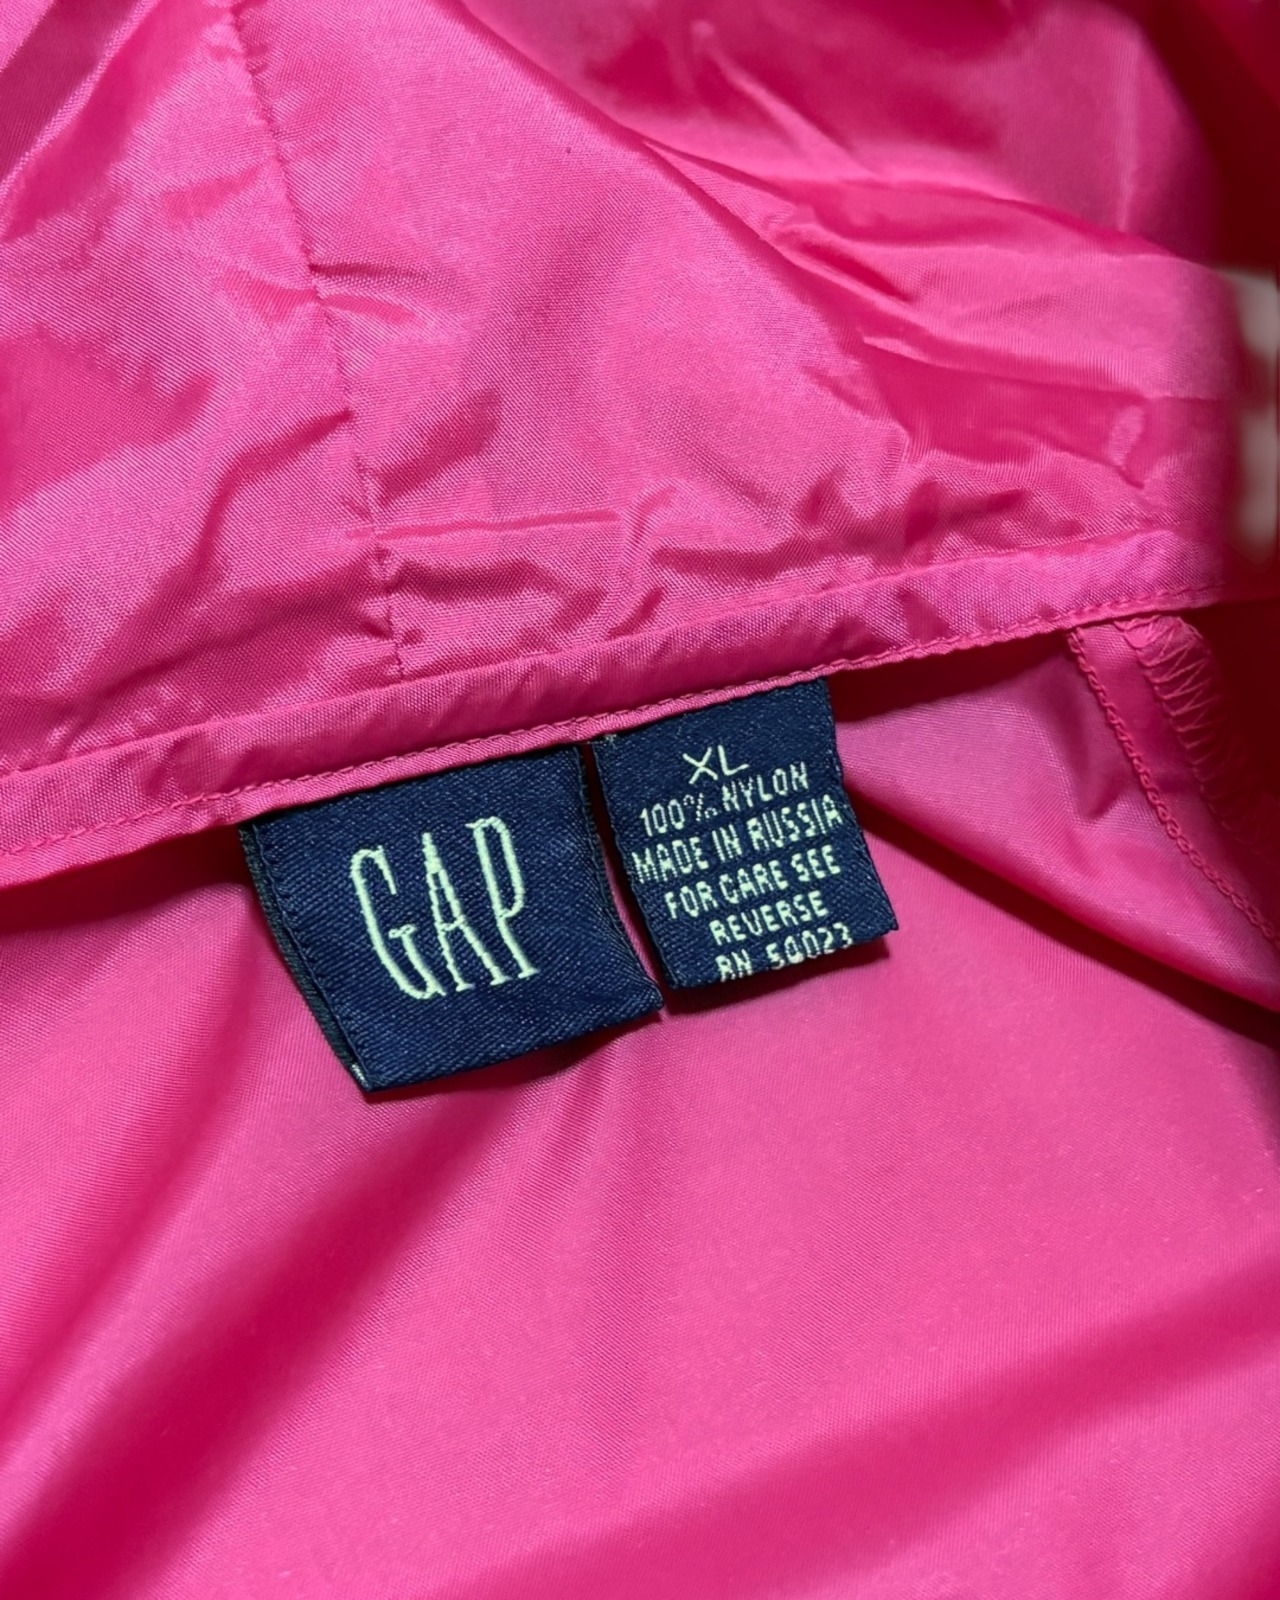 GAP
XL
100% NYLON
MADE IN RUSSIA
FOR CARE SEE
REVERSE
RN 50023